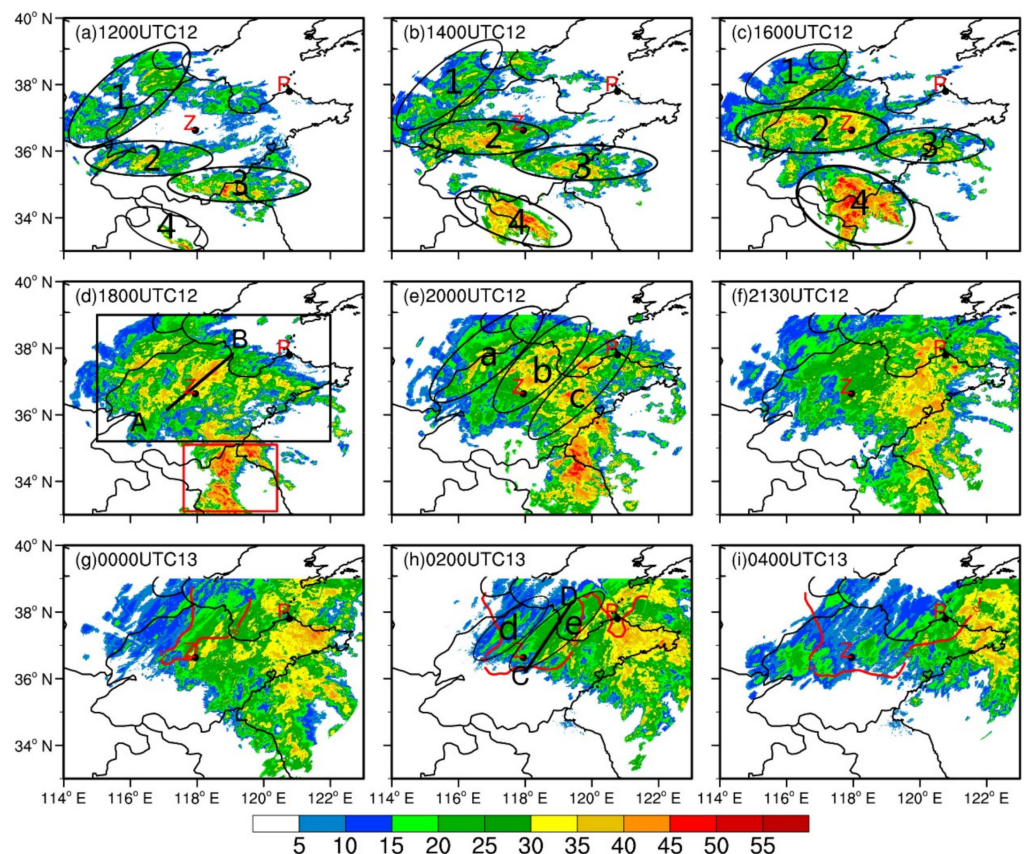 40° N (a)1200UTC12 (b)1400UTC12 (c)1600UTC12
38° N 1 R 1 R 1 R
Z 2 Z 2 Z
36° N 2 3 3
3
34° N 4 4 4
40° N (d)1800UTC12 (e)2000UTC12 (f)2130UTC12
38° N B R a R R
Z b Z
36° N A Z c
34° N
40° N (g)0000UTC13 (h)0200UTC13 (i)0400UTC13
38° N R d D e R R
Z Z Z
36° N C
34° N
114° E 116° E 118° E 120° E 122° E 114° E 116° E 118° E 120° E 122° E 114° E 116° E 118° E 120° E 122° E
5 10 15 20 25 30 35 40 45 50 55